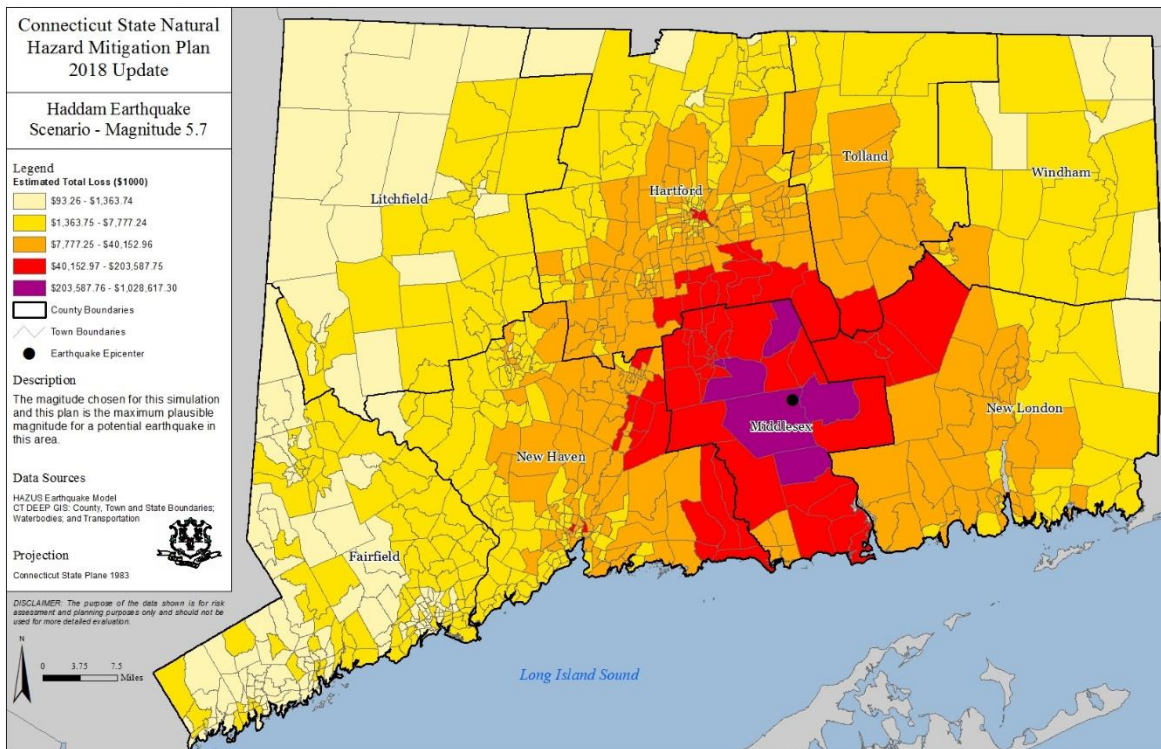 Connecticut State Natural
Hazard Mitigation Plan
2018 Update
Haddam Earthquake
Scenario - Magnitude 5.7
Legend
Estimated Total Loss ($1000)
$93.26 - $1,363.74
$1,363.75 - $7,777.24
$7,777.25 - $40,152.96
$40,152.97 - $203,587.75
$203,587.76 - $1,028,617.30
County Boundaries
Town Boundaries
Earthquake Epicenter
Description
The magitude chosen for this simulation
and this plan is the maximum plausible
magnitude for a potential earthquake in
this area.
Data Sources
HAZUS Earthquake Model
CT DEEP GIS: County, Town and State Boundaries;
Waterbodies; and Transportation
Projection
Connecticut State Plane 1983
DISCLAIMER: The purpose of the data shown is for risk
assessment and planning purposes only and should not be
used for more detailed evaluation.
N
0 3.75 7.5
Miles
Litchfield
Hartford
Tolland
Windham
New Haven
Middlesex
New London
Fairfield
Long Island Sound